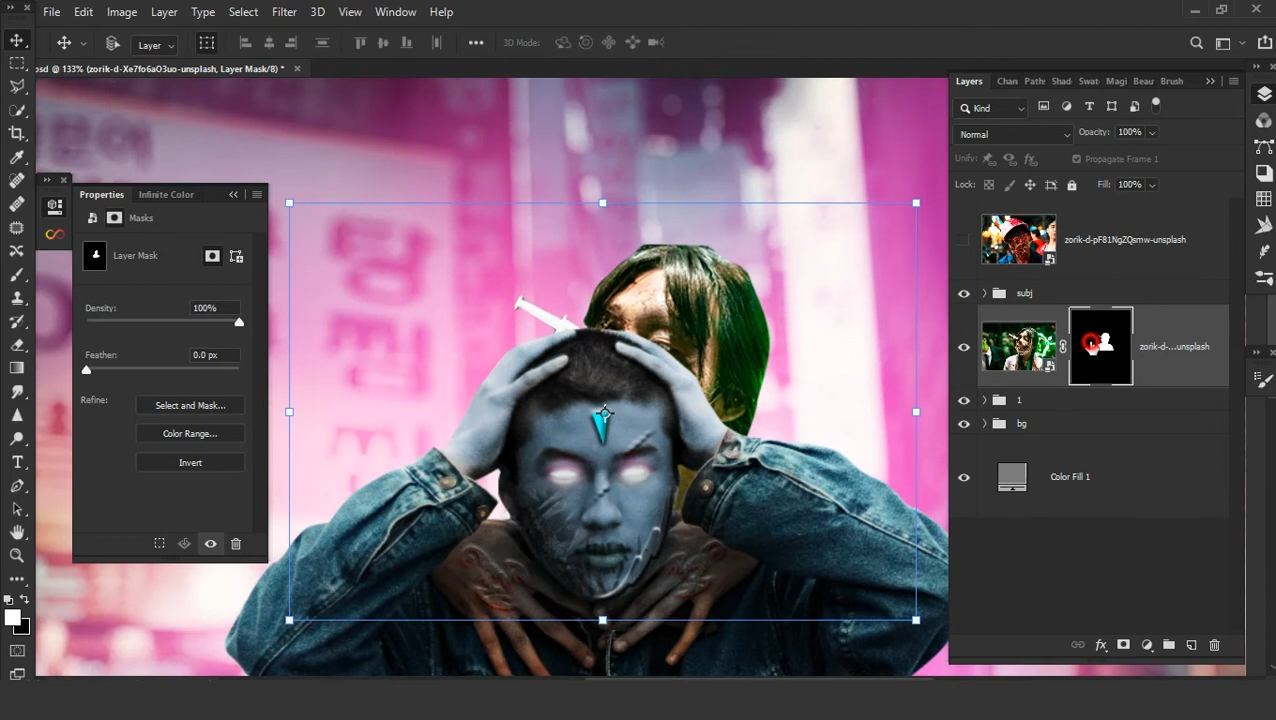 File Edit Image Layer Type Select Filter 3D View Window Help
Layer 3D Mode:
osd @ 133% (zorik-d-Xe7fo6aO3uo-unsplash, Layer Mask/8) *
Layers Chan Paths Shad Swat Magi Beau Brush
Kind
Normal Opacity: 100%
Unify: Propagate Frame 1
Lock: Fill: 100%
zorik-d-pF81NgZQsmw-unsplash
subj
zorik-d-...unsplash
1
bg
Color Fill 1
Properties Infinite Color
Masks
Layer Mask
Density: 100%
Feather: 0.0 px
Refine: Select and Mask...
Color Range...
Invert